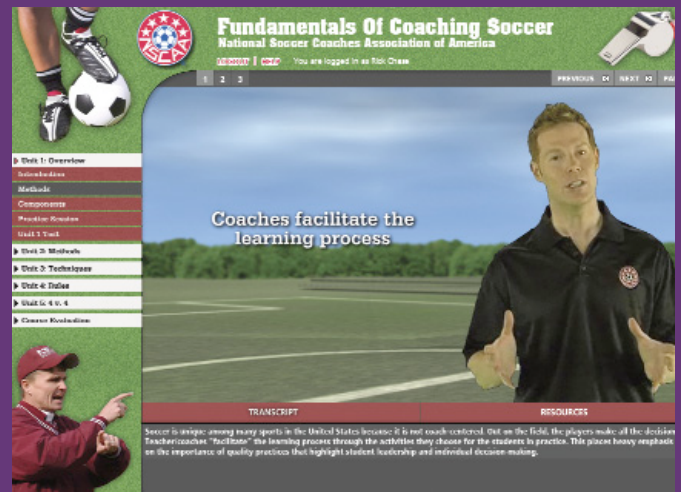 Fundamentals Of Coaching Soccer
National Soccer Coaches Association of America
LOGOUT | HELP You are logged in as Rick Chase
NSCAA
1 2 3
PREVIOUS NEXT
Unit 1: Overview
Introduction
Methods
Components
Practice Session
Unit 1 Test
Unit 2: Methods
Unit 3: Techniques
Unit 4: Rules
Unit 5: 4 v. 4
Course Evaluation
Coaches facilitate the
learning process
TRANSCRIPT
RESOURCES
Soccer is unique among many sports in the United States because it is not coach-centered. Out on the field, the players make all the decision
Teacher/coaches "facilitate" the learning process through the activities they choose for the students in practice. This places heavy emphasis
on the importance of quality practices that highlight student leadership and individual decision-making.